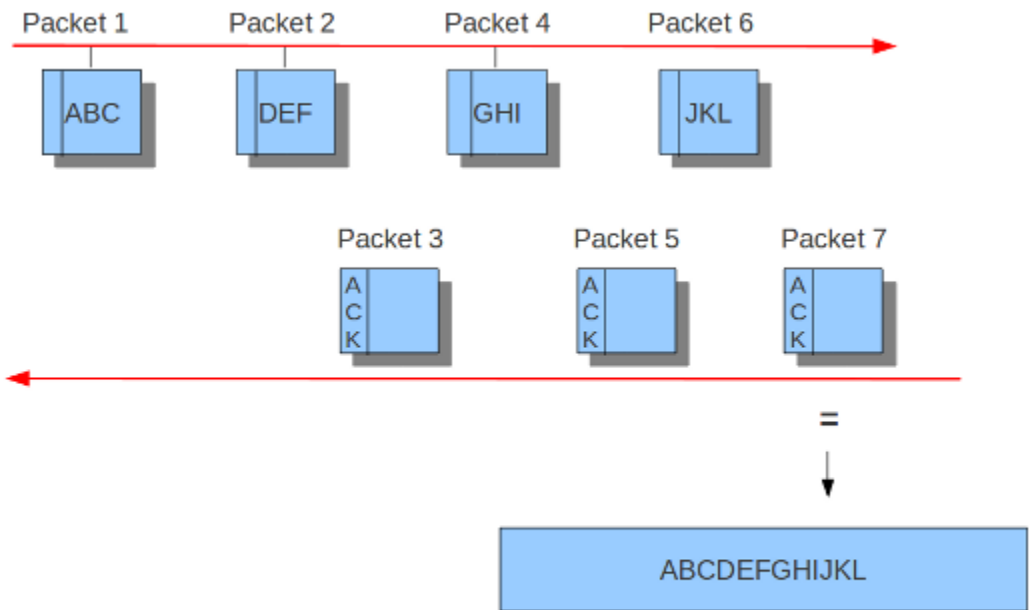 Packet 1 Packet 2 Packet 4 Packet 6
ABC DEF GHI JKL
Packet 3 Packet 5 Packet 7
A A A
C C C
K K K
=
ABCDEFGHIJKL